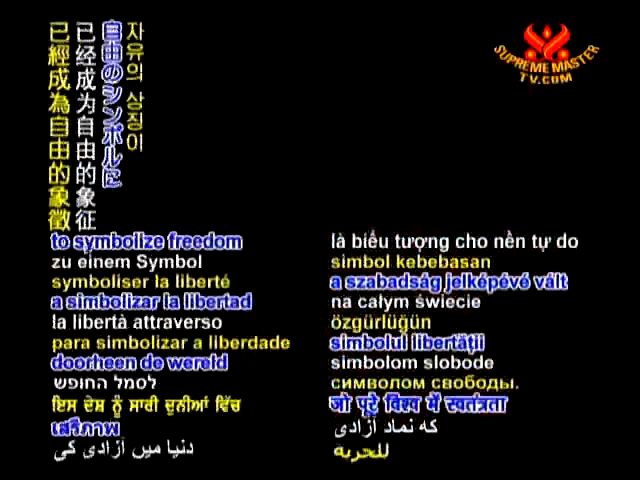 已經成為自由的象徵
已经成为自由的象征
自由のシンボルに
자유의 상징이
SUPREME MASTER
TV.COM
to symbolize freedom
zu einem Symbol
symboliser la liberté
a simbolizar la libertad
la libertà attraverso
para simbolizar a liberdade
doorheen de wereld
לסמל החופש
ਇਸ ਦੇਸ਼ ਨੂੰ ਸਾਰੀ ਦੁਨੀਆਂ ਵਿੱਚ
เสรีภาพ
دنیا میں آزادی کی
là biểu tượng cho nền tự do
simbol kebebasan
a szabadság jelképévé vált
na całym świecie
özgürlüğün
simbolul libertății
simbolom slobode
символом свободы.
जो पूरे विश्व में स्वतंत्रता
که نماد آزادی
للحرية